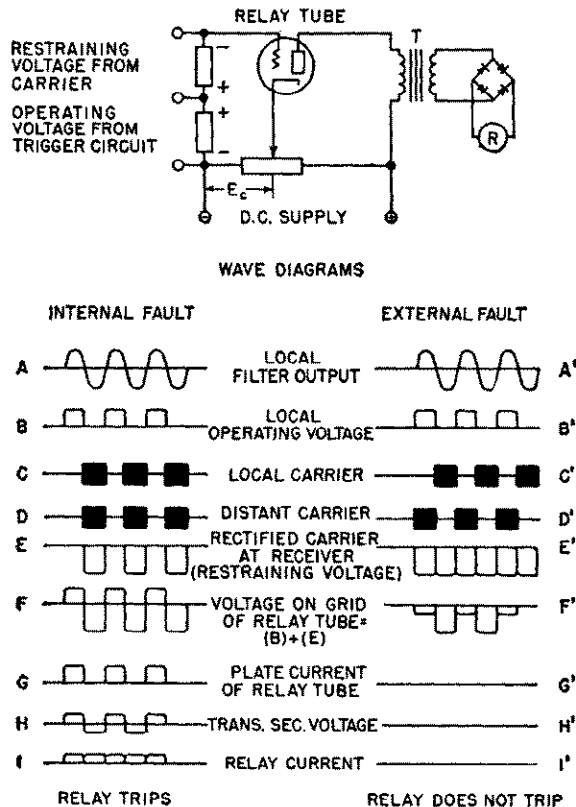 RELAY TUBE
RESTRAINING
VOLTAGE FROM
CARRIER
OPERATING
VOLTAGE FROM
TRIGGER CIRCUIT
−
+
+
−
T
R
E_c
⊖ D.C. SUPPLY ⊕
WAVE DIAGRAMS
INTERNAL FAULT EXTERNAL FAULT
A LOCAL A'
FILTER OUTPUT
B LOCAL B'
OPERATING VOLTAGE
C LOCAL CARRIER C'
D DISTANT CARRIER D'
E RECTIFIED CARRIER E'
AT RECEIVER
(RESTRAINING VOLTAGE)
F VOLTAGE ON GRID F'
OF RELAY TUBE=
(B)+(E)
G PLATE CURRENT G'
OF RELAY TUBE
H TRANS. SEC. VOLTAGE H'
I RELAY CURRENT I'
RELAY TRIPS RELAY DOES NOT TRIP